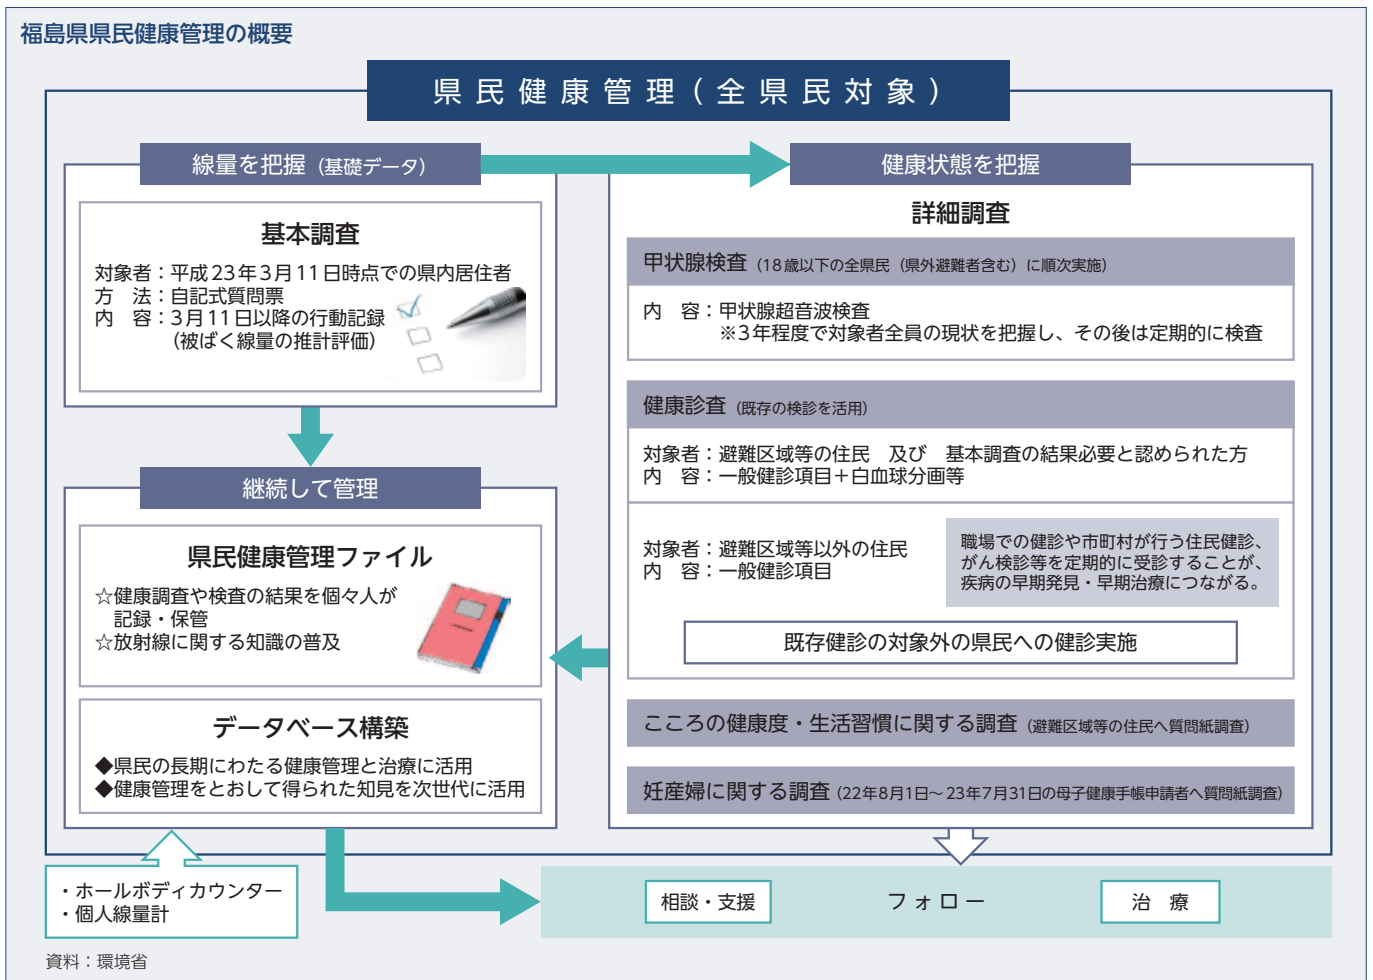 福島県県民健康管理の概要
県民健康管理(全県民対象)
線量を把握(基礎データ)
基本調査
対象者:平成23年3月11日時点での県内居住者
方　法:自記式質問票
内　容:3月11日以降の行動記録
(被ばく線量の推計評価)
継続して管理
県民健康管理ファイル
☆健康調査や検査の結果を個々人が
記録・保管
☆放射線に関する知識の普及
データベース構築
◆県民の長期にわたる健康管理と治療に活用
◆健康管理をとおして得られた知見を次世代に活用
健康状態を把握
詳細調査
甲状腺検査(18歳以下の全県民(県外避難者含む)に順次実施)
内　容:甲状腺超音波検査
※3年程度で対象者全員の現状を把握し、その後は定期的に検査
健康診査(既存の検診を活用)
対象者:避難区域等の住民　及び　基本調査の結果必要と認められた方
内　容:一般健診項目+白血球分画等
対象者:避難区域等以外の住民
内　容:一般健診項目
職場での健診や市町村が行う住民健診、
がん検診等を定期的に受診することが、
疾病の早期発見・早期治療につながる。
既存健診の対象外の県民への健診実施
こころの健康度・生活習慣に関する調査(避難区域等の住民へ質問紙調査)
妊産婦に関する調査(22年8月1日~23年7月31日の母子健康手帳申請者へ質問紙調査)
・ホールボディカウンター
・個人線量計
相談・支援
フォロー
治　療
資料:環境省